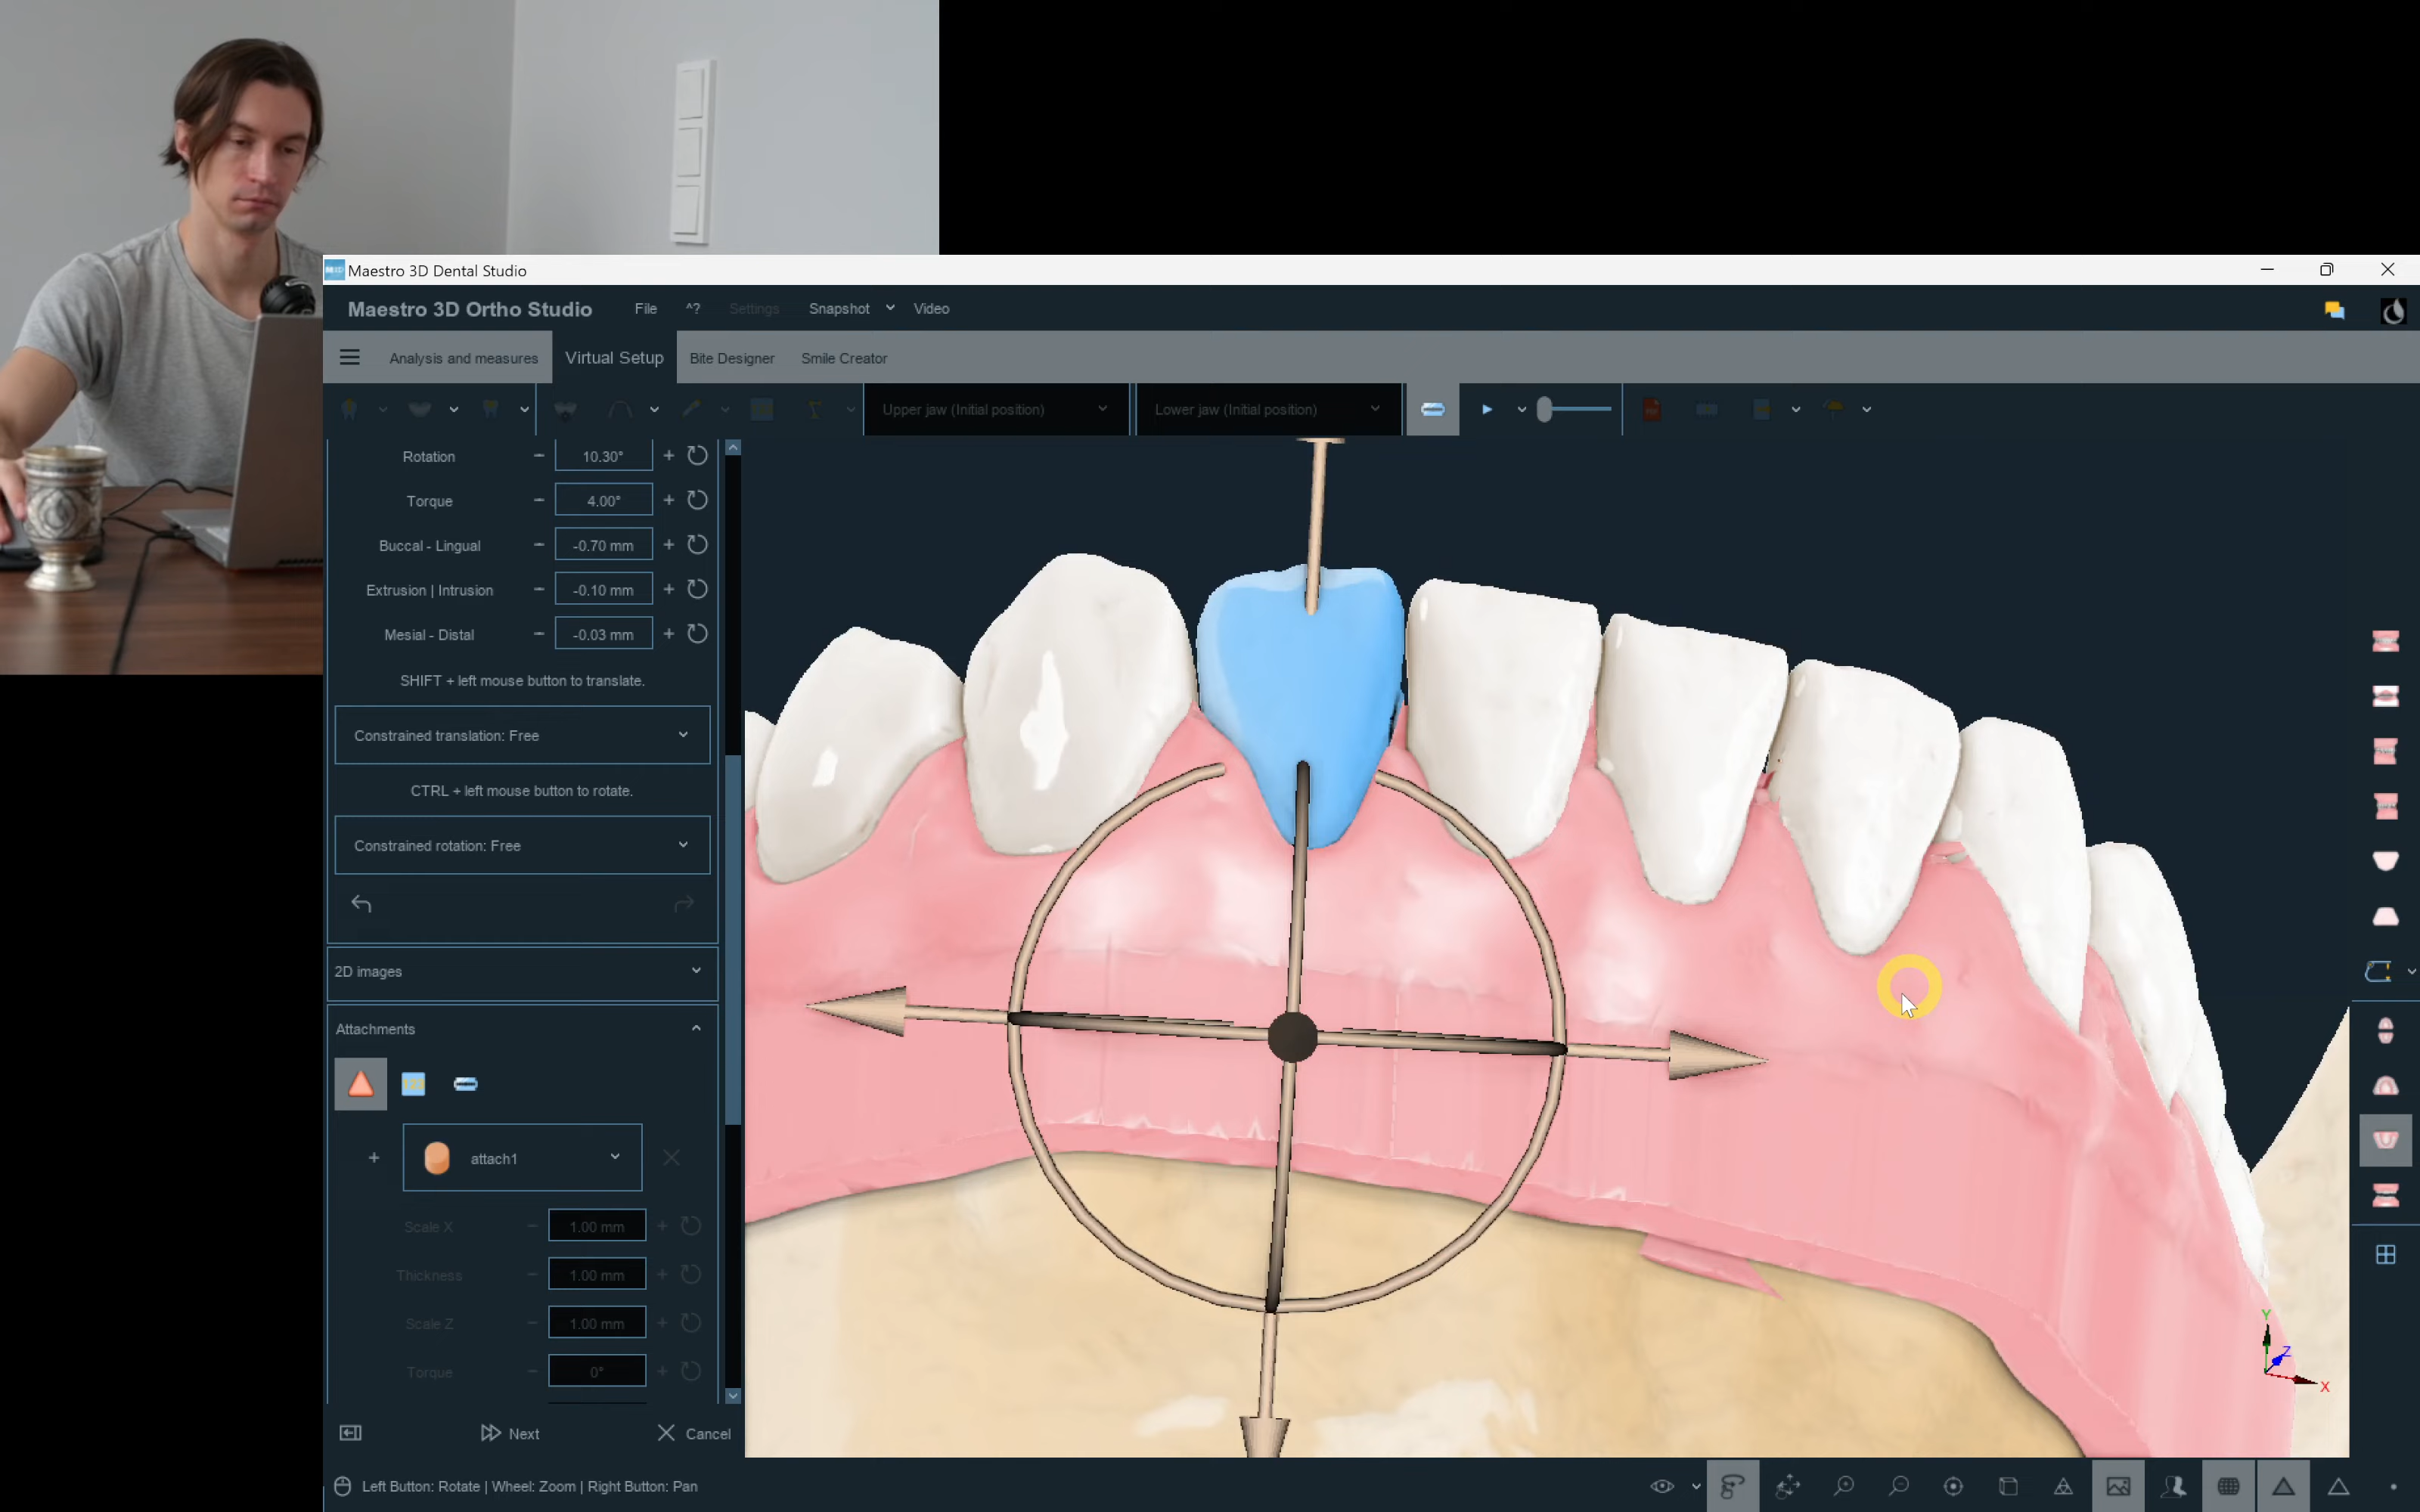 Maestro 3D Dental Studio
Maestro 3D Ortho Studio File ^? Settings Snapshot Video
Analysis and measures Virtual Setup Bite Designer Smile Creator
Upper jaw (Initial position) Lower jaw (Initial position)
Rotation 10.30°
Torque 4.00°
Buccal - Lingual -0.70 mm
Extrusion | Intrusion -0.10 mm
Mesial - Distal -0.03 mm
SHIFT + left mouse button to translate.
Constrained translation: Free
CTRL + left mouse button to rotate.
Constrained rotation: Free
2D images
Attachments
attach1
Scale X 1.00 mm
Thickness 1.00 mm
Scale Z 1.00 mm
Torque 0°
Next Cancel
Left Button: Rotate | Wheel: Zoom | Right Button: Pan
Y
Z
X